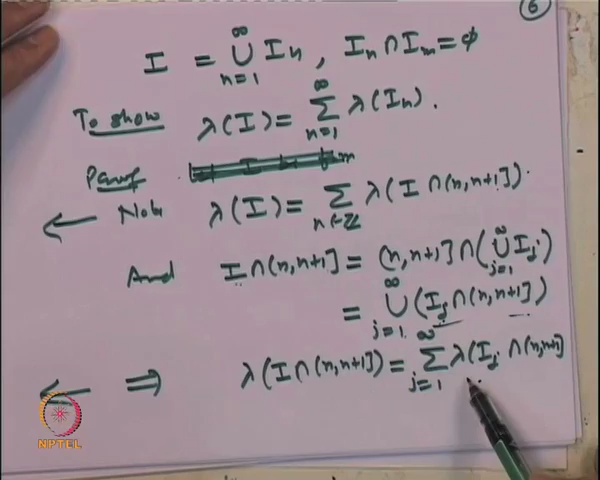 6
I = ∪_{n=1}^{∞} I_n , I_n ∩ I_m = φ
To show λ(I) = ∑_{n=1}^{∞} λ(I_n).
Proof
Note λ(I) = ∑_{n∈ℤ} λ(I ∩ (n, n+1]).
And I ∩ (n, n+1] = (n, n+1] ∩ (∪_{j=1}^{∞} I_j)
= ∪_{j=1}^{∞} (I_j ∩ (n, n+1])
← ⇒ λ(I ∩ (n, n+1]) = ∑_{j=1}^{∞} λ(I_j ∩ (n, n+1]
NPTEL